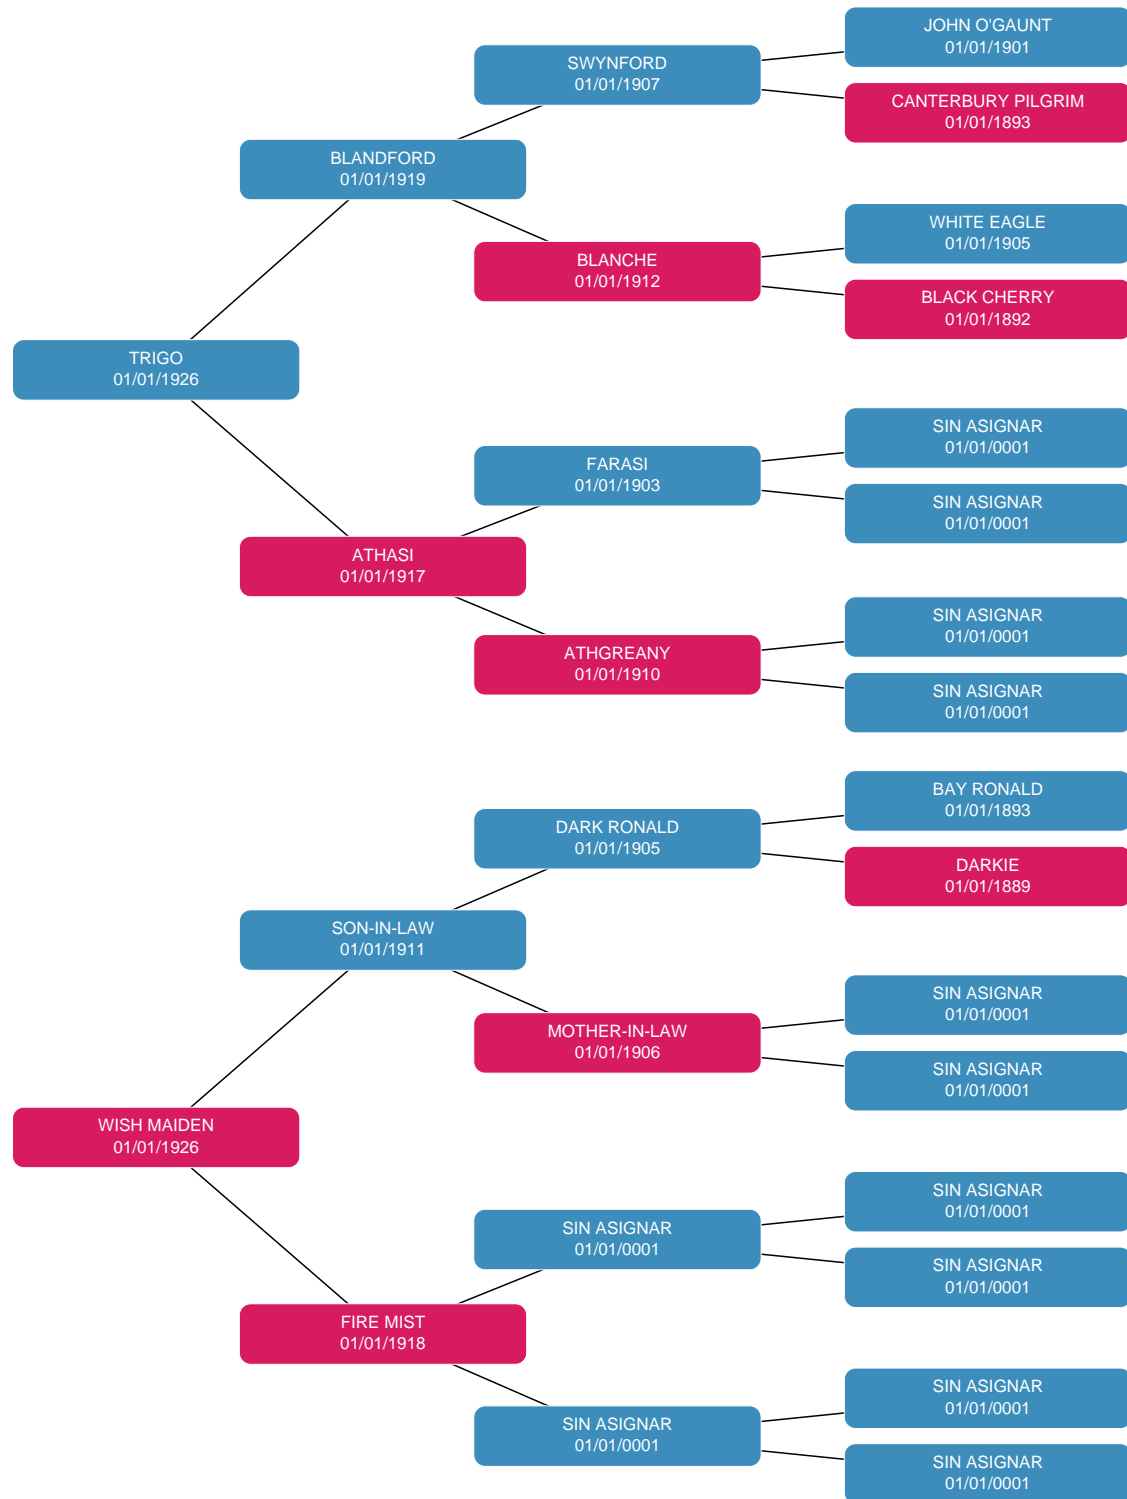 JOHN O'GAUNT
01/01/1901
SWYNFORD
01/01/1907
CANTERBURY PILGRIM
01/01/1893
BLANDFORD
01/01/1919
WHITE EAGLE
01/01/1905
BLANCHE
01/01/1912
BLACK CHERRY
01/01/1892
TRIGO
01/01/1926
SIN ASIGNAR
01/01/0001
FARASI
01/01/1903
SIN ASIGNAR
01/01/0001
ATHASI
01/01/1917
SIN ASIGNAR
01/01/0001
ATHGREANY
01/01/1910
SIN ASIGNAR
01/01/0001
BAY RONALD
01/01/1893
DARK RONALD
01/01/1905
DARKIE
01/01/1889
SON-IN-LAW
01/01/1911
SIN ASIGNAR
01/01/0001
MOTHER-IN-LAW
01/01/1906
SIN ASIGNAR
01/01/0001
WISH MAIDEN
01/01/1926
SIN ASIGNAR
01/01/0001
SIN ASIGNAR
01/01/0001
SIN ASIGNAR
01/01/0001
FIRE MIST
01/01/1918
SIN ASIGNAR
01/01/0001
SIN ASIGNAR
01/01/0001
SIN ASIGNAR
01/01/0001